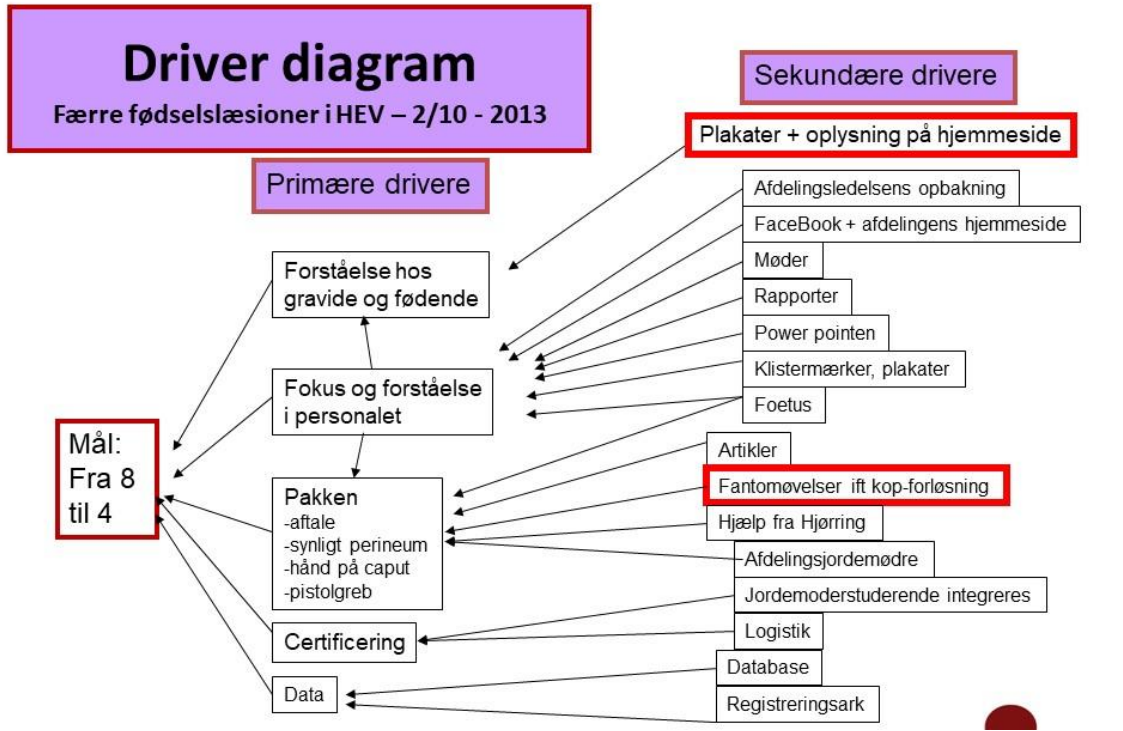 Driver diagram
Færre fødselslæsioner i HEV – 2/10 - 2013
Sekundære drivere
Plakater + oplysning på hjemmeside
Primære drivere
Afdelingsledelsens opbakning
FaceBook + afdelingens hjemmeside
Møder
Rapporter
Power pointen
Klistermærker, plakater
Foetus
Forståelse hos
gravide og fødende
Fokus og forståelse
i personalet
Mål:
Fra 8
til 4
Artikler
Fantomøvelser ift kop-forløsning
Hjælp fra Hjørring
Afdelingsjordemødre
Jordemoderstuderende integreres
Logistik
Database
Registreringsark
Pakken
-aftale
-synligt perineum
-hånd på caput
-pistolgreb
Certificering
Data